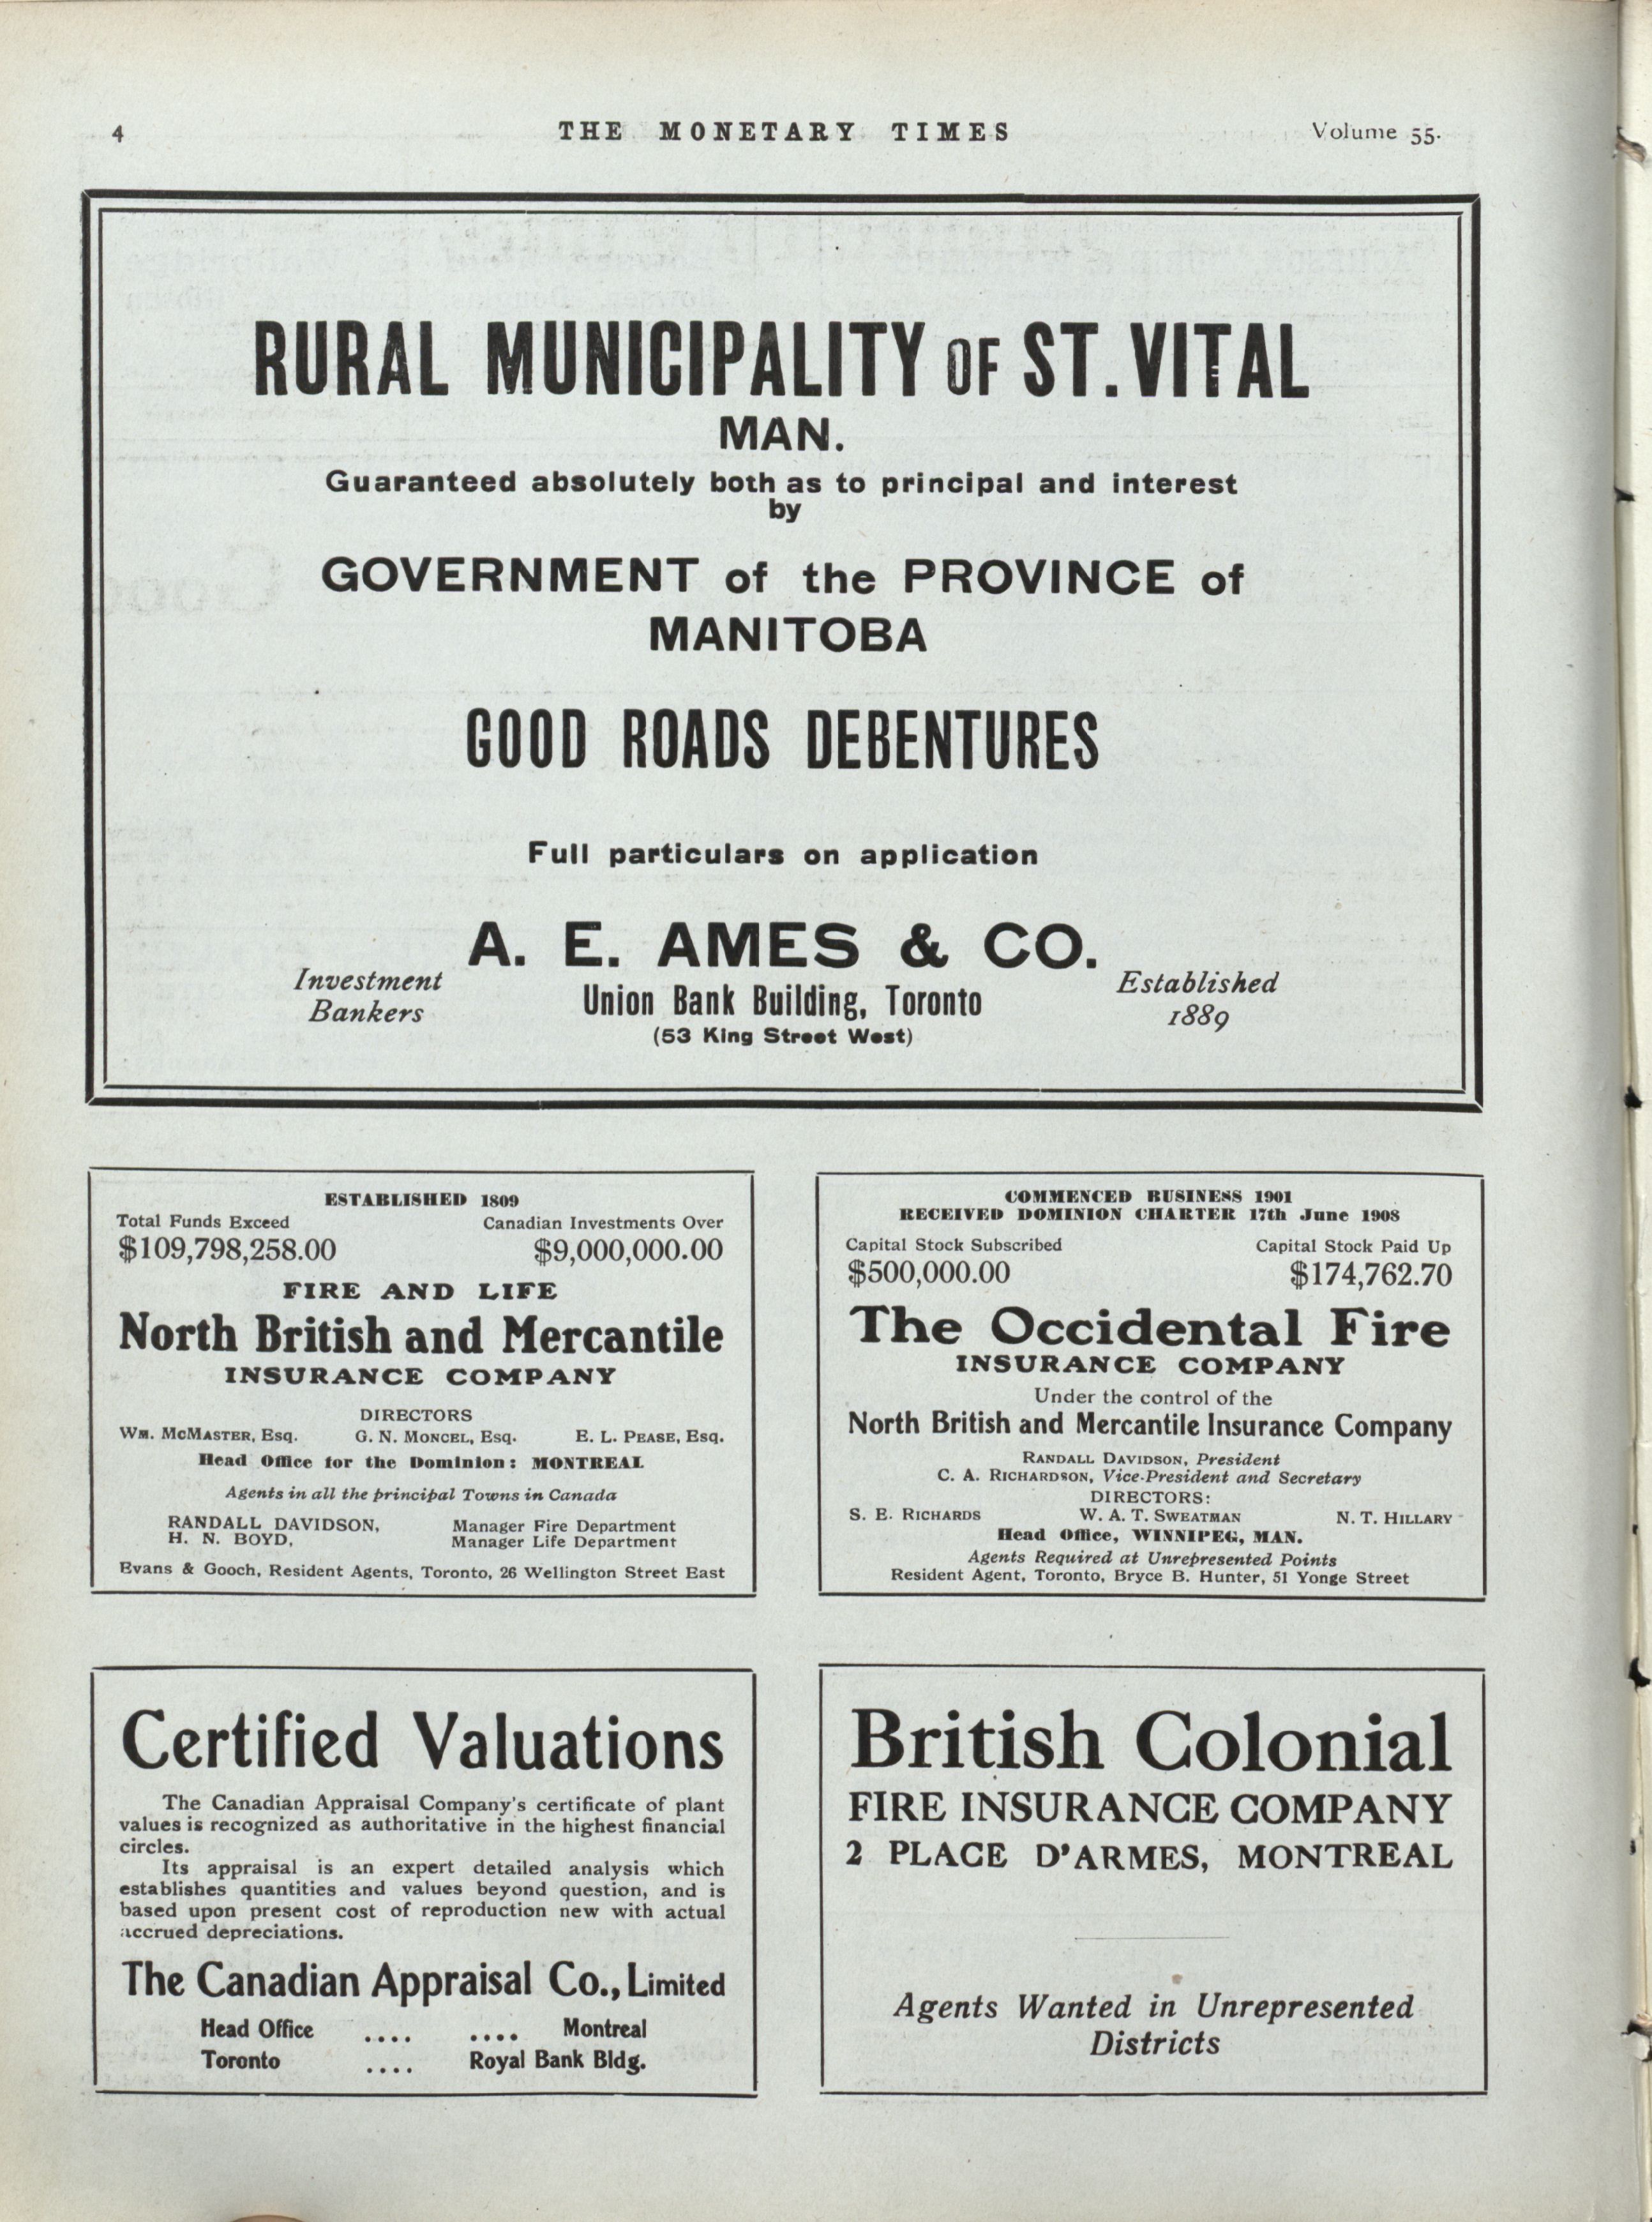 4
THE MONETARY TIMES
Volume 55.
RURAL MUNICIPALITY OF ST. VITAL
MAN.
Guaranteed absolutely both as to principal and interest
by
GOVERNMENT of the PROVINCE of
MANITOBA
GOOD ROADS DEBENTURES
Full particulars on application
A. E. AMES & CO.
Investment
Bankers
Union Bank Building, Toronto
(53 King Street West)
Established
1889
ESTABLISHED 1809
Total Funds Exceed
Canadian Investments Over
$109,798,258.00
$9,000,000.00
FIRE AND LIFE
North British and Mercantile
INSURANCE COMPANY
DIRECTORS
WM. MCMASTER, Esq. G. N. MONCEL, Esq. E. L. PEASE, Esq.
Head Office for the Dominion: MONTREAL
Agents in all the principal Towns in Canada
RANDALL DAVIDSON, Manager Fire Department
H. N. BOYD, Manager Life Department
Evans & Gooch, Resident Agents, Toronto, 26 Wellington Street East
COMMENCED BUSINESS 1901
RECEIVED DOMINION CHARTER 17th June 1908
Capital Stock Subscribed
Capital Stock Paid Up
$500,000.00
$174,762.70
The Occidental Fire
INSURANCE COMPANY
Under the control of the
North British and Mercantile Insurance Company
RANDALL DAVIDSON, President
C. A. RICHARDSON, Vice-President and Secretary
DIRECTORS:
S. E. RICHARDS W. A. T. SWEATMAN N. T. HILLARY
Head Office, WINNIPEG, MAN.
Agents Required at Unrepresented Points
Resident Agent, Toronto, Bryce B. Hunter, 51 Yonge Street
Certified Valuations
The Canadian Appraisal Company's certificate of plant
values is recognized as authoritative in the highest financial
circles.
Its appraisal is an expert detailed analysis which
establishes quantities and values beyond question, and is
based upon present cost of reproduction new with actual
accrued depreciations.
The Canadian Appraisal Co., Limited
Head Office .... .... Montreal
Toronto .... Royal Bank Bldg.
British Colonial
FIRE INSURANCE COMPANY
2 PLACE D'ARMES, MONTREAL
Agents Wanted in Unrepresented
Districts